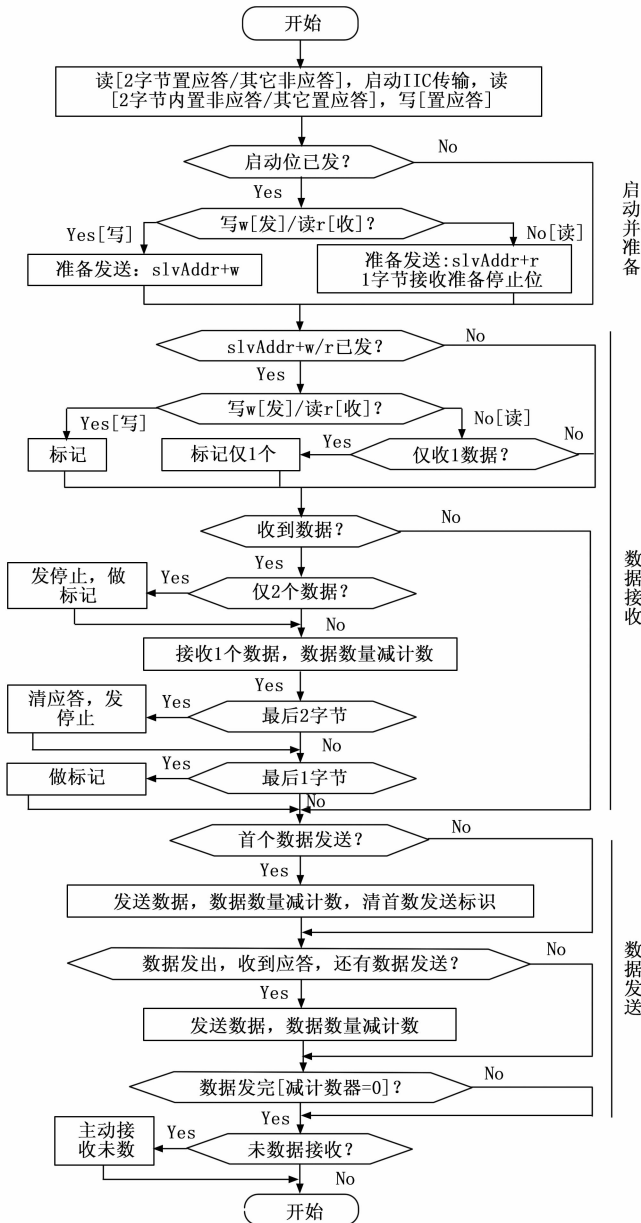 开始
读[2字节置应答/其它非应答], 启动IIC传输, 读
[2字节内置非应答/其它置应答], 写[置应答]
启动位已发?
No
Yes
写w[发]/读r[收]?
Yes[写]
No[读]
准备发送: slvAddr+w
准备发送:slvAddr+r
1字节接收准备停止位
启动并准备
slvAddr+w/r已发?
No
Yes
写w[发]/读r[收]?
Yes[写]
No[读]
标记
标记仅1个
Yes
仅收1数据?
No
收到数据?
No
Yes
发停止, 做
标记
Yes
仅2个数据?
No
接收1个数据, 数据数量减计数
Yes
清应答, 发
停止
Yes
最后2字节
No
做标记
Yes
最后1字节
No
数据接收
首个数据发送?
No
Yes
发送数据, 数据数量减计数, 清首数发送标识
数据发出, 收到应答, 还有数据发送?
No
Yes
发送数据, 数据数量减计数
数据发完[减计数器=0]?
No
Yes
数据发送
主动接
收末数
Yes
末数据接收?
No
开始